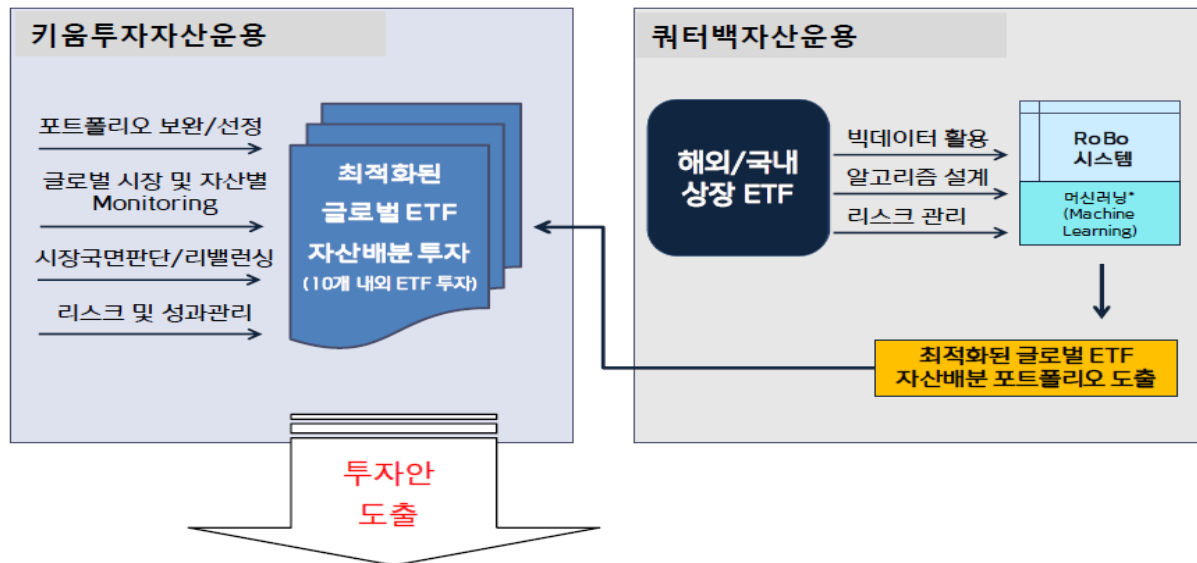 키움투자자산운용
포트폴리오 보완/선정
글로벌 시장 및 자산별
Monitoring
시장국면판단/리밸런싱
리스크 및 성과관리
최적화된
글로벌 ETF
자산배분 투자
(10개 내외 ETF 투자)
투자안
도출
쿼터백자산운용
해외/국내
상장 ETF
빅데이터 활용
알고리즘 설계
리스크 관리
RoBo
시스템
머신러닝*
(Machine
Learning)
최적화된 글로벌 ETF
자산배분 포트폴리오 도출